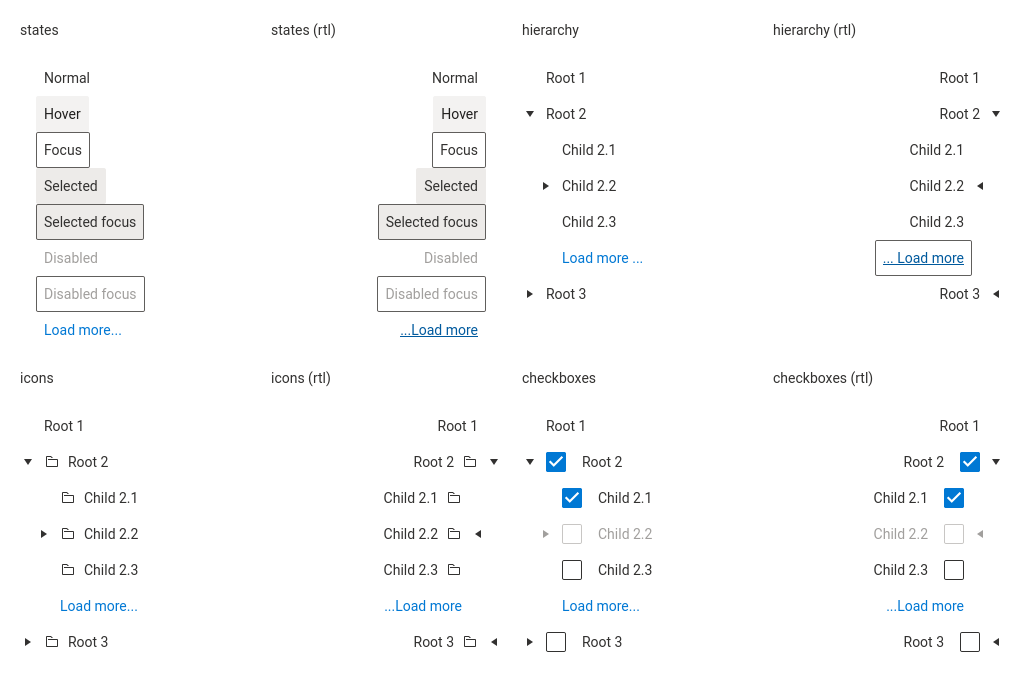 states
Normal
Hover
Focus
Selected
Selected focus
Disabled
Disabled focus
Load more...
states (rtl)
Normal
Hover
Focus
Selected
Selected focus
Disabled
Disabled focus
...Load more
hierarchy
Root 1
Root 2
Child 2.1
Child 2.2
Child 2.3
Load more ...
Root 3
hierarchy (rtl)
Root 1
Root 2
Child 2.1
Child 2.2
Child 2.3
... Load more
Root 3
icons
Root 1
Root 2
Child 2.1
Child 2.2
Child 2.3
Load more...
Root 3
icons (rtl)
Root 1
Root 2
Child 2.1
Child 2.2
Child 2.3
...Load more
Root 3
checkboxes
Root 1
Root 2
Child 2.1
Child 2.2
Child 2.3
Load more...
Root 3
checkboxes (rtl)
Root 1
Root 2
Child 2.1
Child 2.2
Child 2.3
...Load more
Root 3